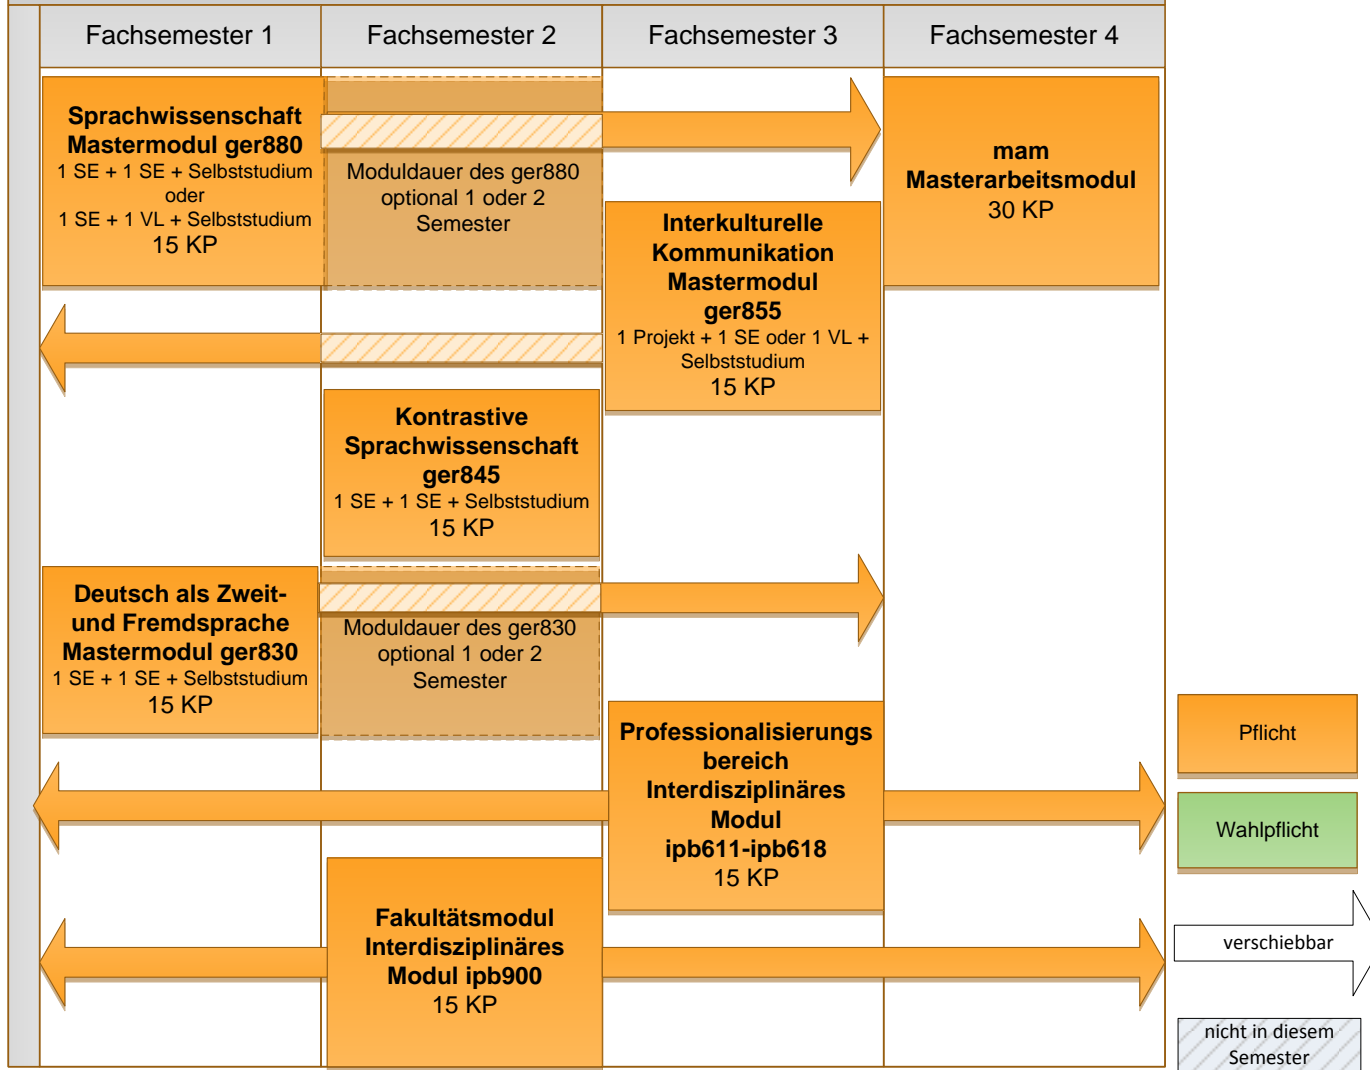 Fachsemester 1
Fachsemester 2
Fachsemester 3
Fachsemester 4
Sprachwissenschaft
Mastermodul ger880
1 SE + 1 SE + Selbststudium
oder
1 SE + 1 VL + Selbststudium
15 KP
Moduldauer des ger880
optional 1 oder 2
Semester
mam
Masterarbeitsmodul
30 KP
Interkulturelle
Kommunikation
Mastermodul
ger855
1 Projekt + 1 SE oder 1 VL +
Selbststudium
15 KP
Kontrastive
Sprachwissenschaft
ger845
1 SE + 1 SE + Selbststudium
15 KP
Deutsch als Zweit-
und Fremdsprache
Mastermodul ger830
1 SE + 1 SE + Selbststudium
15 KP
Moduldauer des ger830
optional 1 oder 2
Semester
Professionalisierungs
bereich
Interdisziplinäres
Modul
ipb611-ipb618
15 KP
Fakultätsmodul
Interdisziplinäres
Modul ipb900
15 KP
Pflicht
Wahlpflicht
verschiebbar
nicht in diesem
Semester